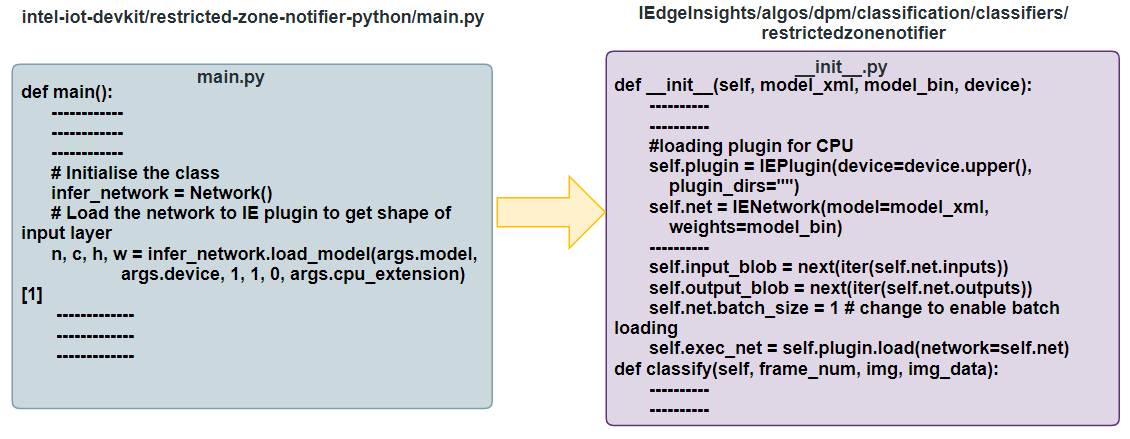 intel-iot-devkit/restricted-zone-notifier-python/main.py
main.py
def main():
------------
------------
------------
# Initialise the class
infer_network = Network()
# Load the network to IE plugin to get shape of
input layer
n, c, h, w = infer_network.load_model(args.model,
args.device, 1, 1, 0, args.cpu_extension)
[1]
-------------
-------------
-------------
IEdgeInsights/algos/dpm/classification/classifiers/
restrictedzonenotifier
__init__.py
def __init__(self, model_xml, model_bin, device):
----------
----------
#loading plugin for CPU
self.plugin = IEPlugin(device=device.upper(),
plugin_dirs="")
self.net = IENetwork(model=model_xml,
weights=model_bin)
----------
self.input_blob = next(iter(self.net.inputs))
self.output_blob = next(iter(self.net.outputs))
self.net.batch_size = 1 # change to enable batch
loading
self.exec_net = self.plugin.load(network=self.net)
def classify(self, frame_num, img, img_data):
----------
----------